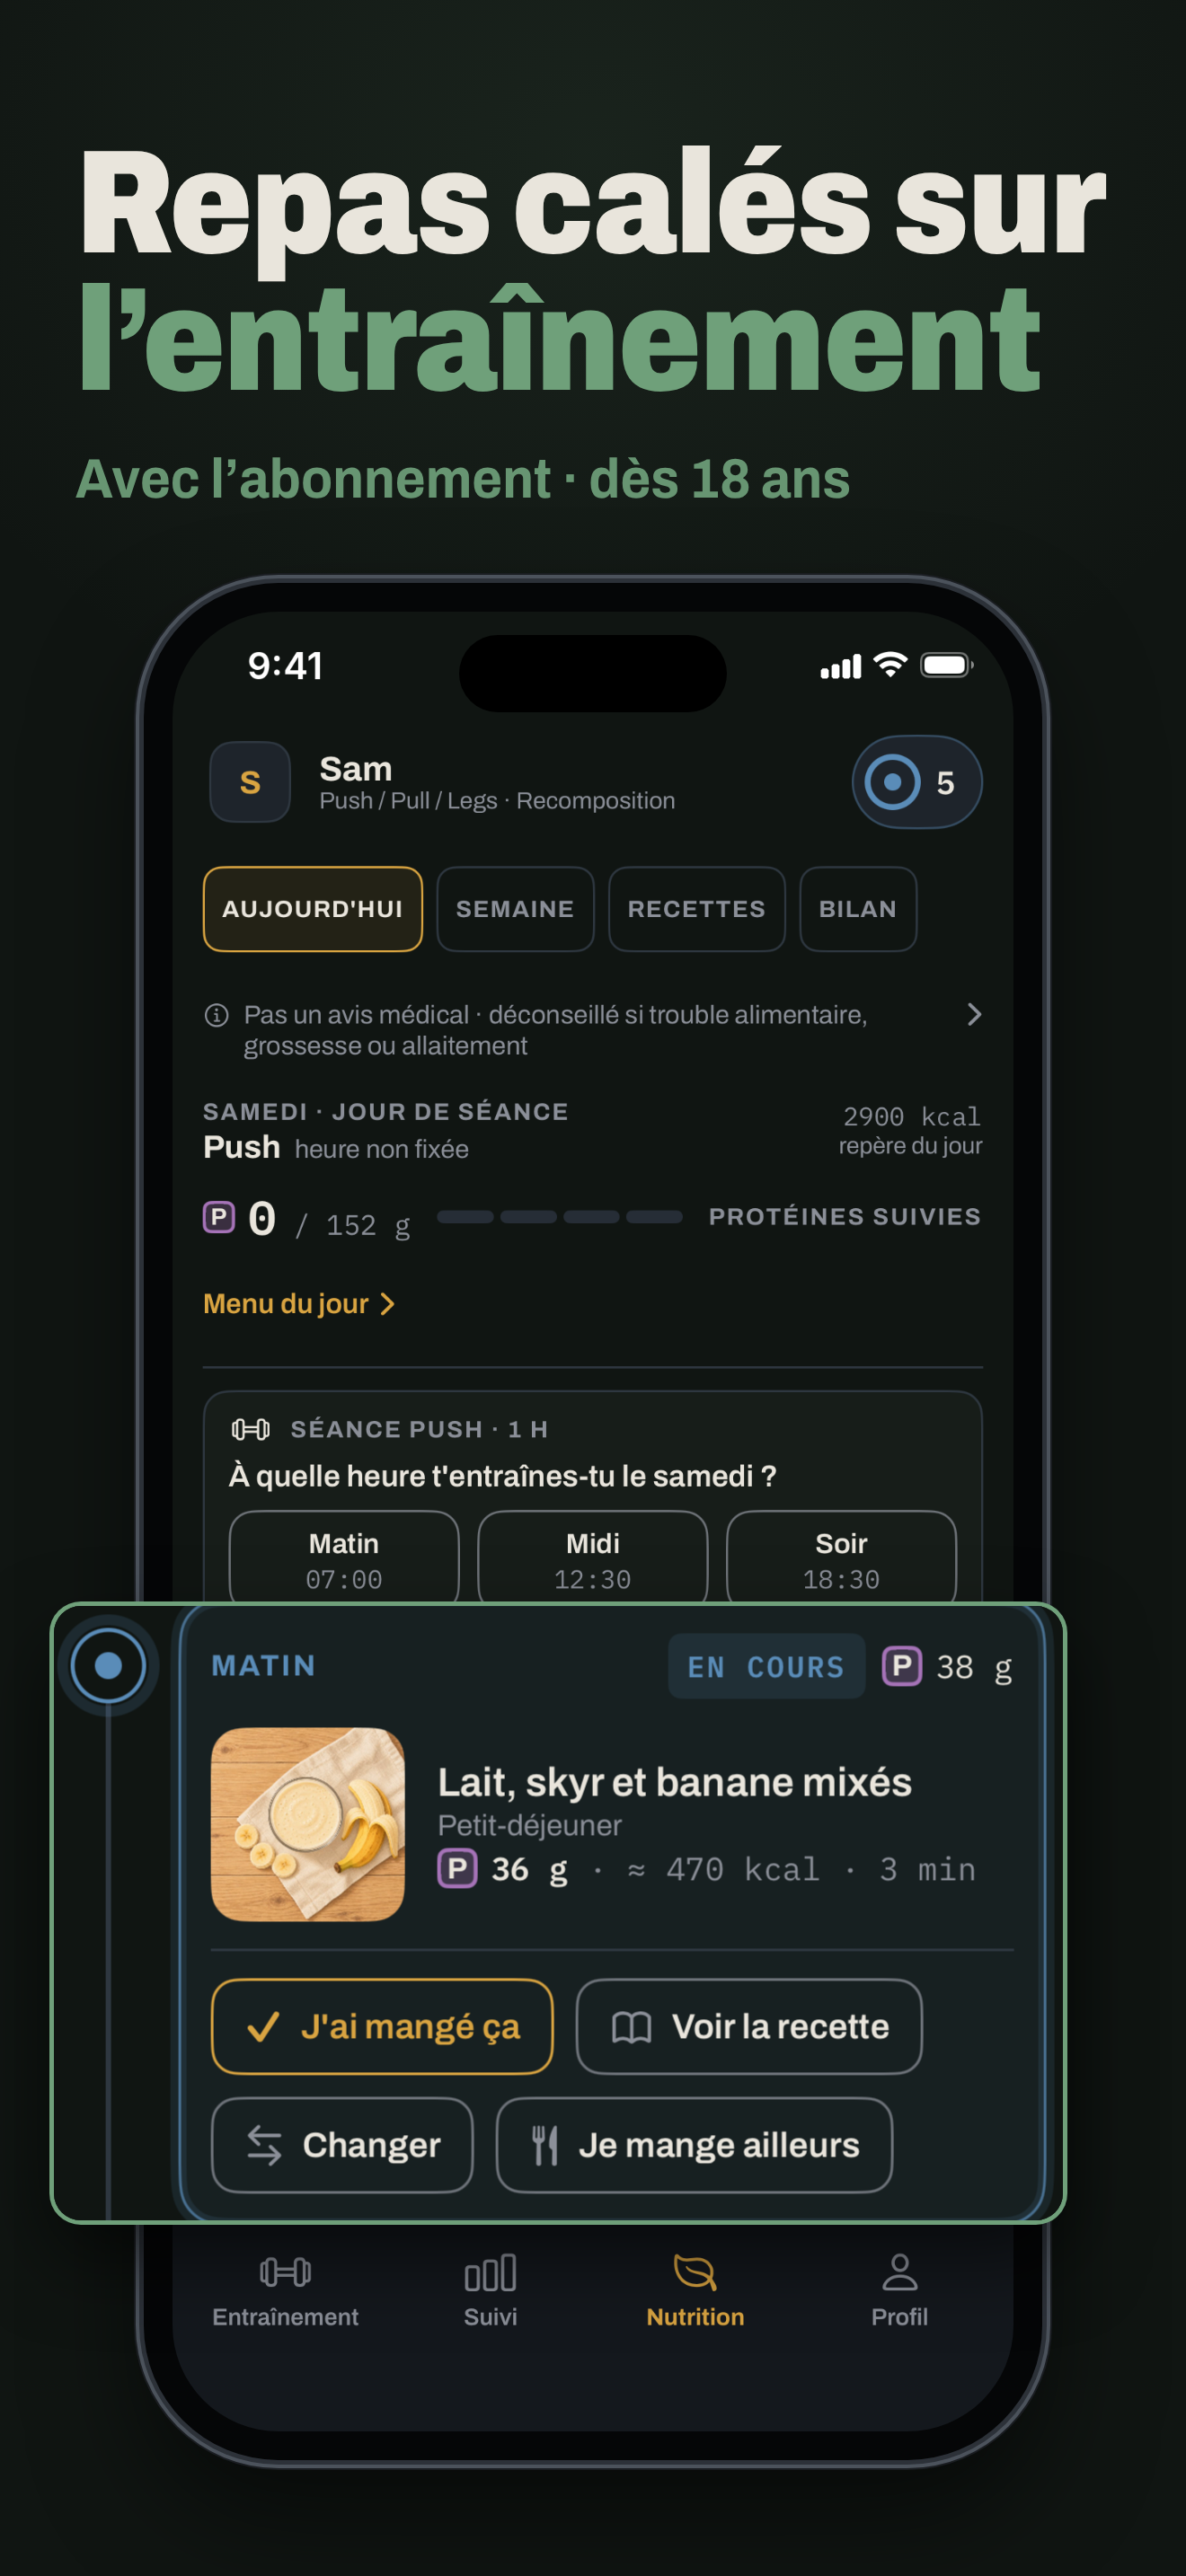 Repas calés sur
l’entraînement
Avec l’abonnement · dès 18 ans
9:41
S
Sam
Push / Pull / Legs · Recomposition
5
AUJOURD'HUI
SEMAINE
RECETTES
BILAN
Pas un avis médical · déconseillé si trouble alimentaire,
grossesse ou allaitement
SAMEDI · JOUR DE SÉANCE
2900 kcal
Push heure non fixée
repère du jour
P 0 / 152 g
PROTÉINES SUIVIES
Menu du jour
SÉANCE PUSH · 1 H
À quelle heure t'entraînes-tu le samedi ?
Matin
07:00
Midi
12:30
Soir
18:30
MATIN
EN COURS
P 38 g
Lait, skyr et banane mixés
Petit-déjeuner
P 36 g · ≈ 470 kcal · 3 min
J'ai mangé ça
Voir la recette
Changer
Je mange ailleurs
Entraînement
Suivi
Nutrition
Profil